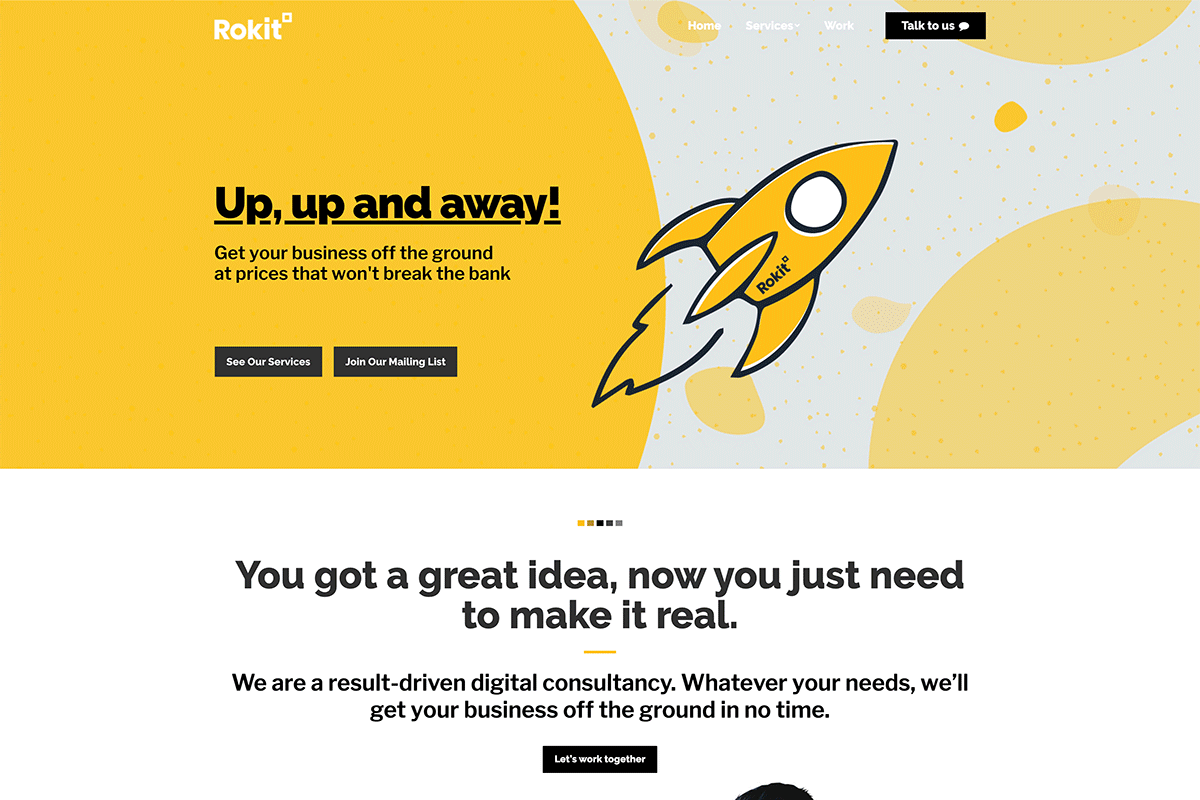 Rokit
Home Services Work Talk to us
Up, up and away!
Get your business off the ground
at prices that won't break the bank
Rokit
See Our Services Join Our Mailing List
You got a great idea, now you just need
to make it real.
We are a result-driven digital consultancy. Whatever your needs, we’ll
get your business off the ground in no time.
Let’s work together